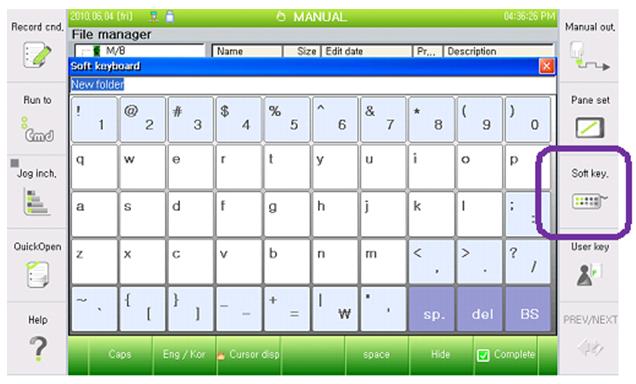 2010.06.04 (fri) MANUAL 04:36:26 PM
Record cnd.
Run to
Cmd
Jog inch.
QuickOpen
Help
File manager
M/B
Name Size Edit date Pr... Description
Soft keyboard
New folder
! 1 @ 2 # 3 $ 4 % 5 ^ 6 & 7 * 8 ( 9 ) 0
q w e r t y u i o p
a s d f g h j k l ; :
z x c v b n m < , > . ? /
~ ` { [ } ] _ - + = | ₩ " ' sp. del BS
Caps Eng / Kor Cursor disp space Hide Complete
Manual out.
Pane set
Soft key.
User key
PREV/NEXT